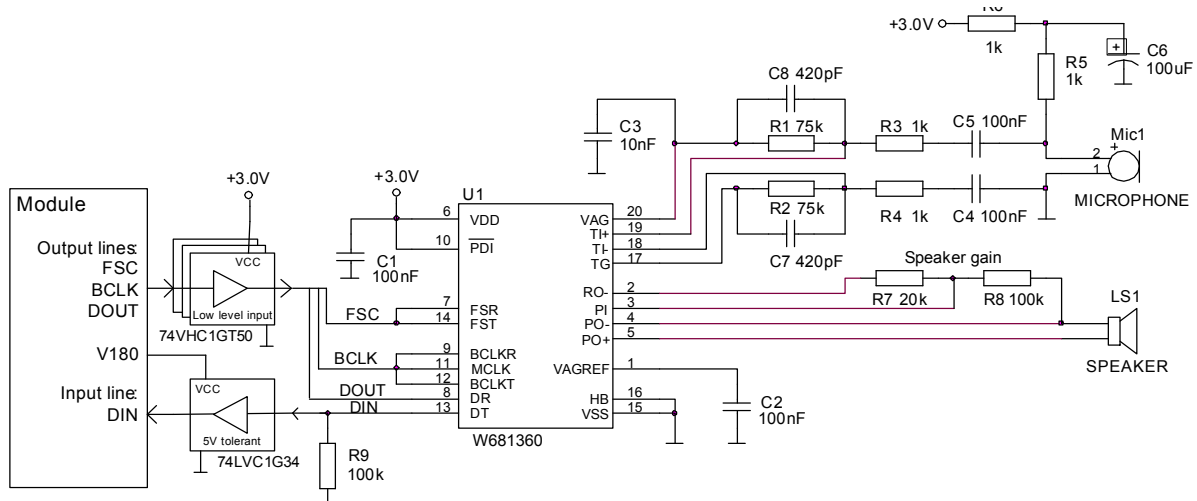 +3.0V
1k
R5
1k
+
C6
100uF
C8 420pF
C3
10nF
R1 75k
R3 1k
C5 100nF
+ Mic1
2
1
MICROPHONE
R2 75k
R4 1k
C4 100nF
C7 420pF
Module
Output lines:
FSC
BCLK
DOUT
V180
Input line:
DIN
+3.0V
VCC
Low level input
74VHC1GT50
VCC
5V tolerant
74LVC1G34
+3.0V
C1
100nF
FSC
BCLK
DOUT
DIN
R9
100k
U1
6 VDD
10 PDI
7 FSR
14 FST
9 BCLKR
11 MCLK
12 BCLKT
8 DR
13 DT
VAG 20
TI+ 19
TI- 18
TG 17
RO- 2
PI 3
PO- 4
PO+ 5
VAGREF 1
HB 16
VSS 15
W681360
Speaker gain
R7 20k
R8 100k
LS1
SPEAKER
C2
100nF